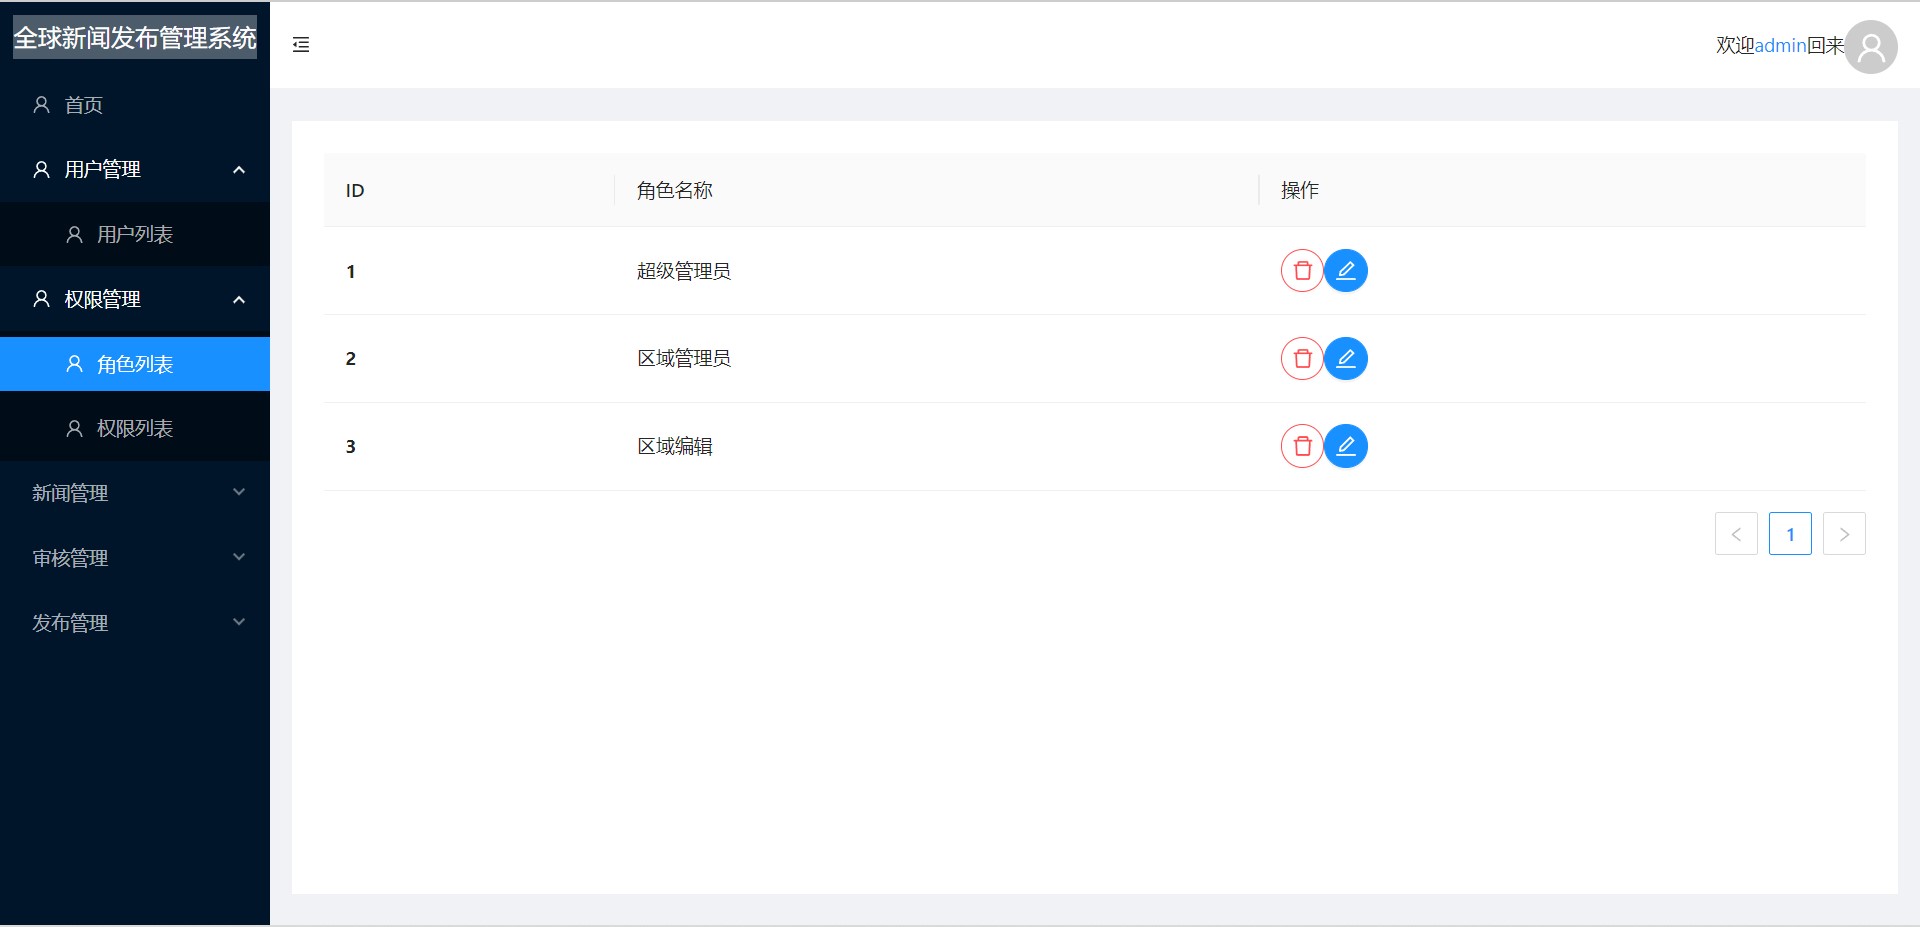 全球新闻发布管理系统
欢迎admin回来
首页
用户管理
用户列表
权限管理
角色列表
权限列表
新闻管理
审核管理
发布管理
ID 角色名称 操作
1 超级管理员
2 区域管理员
3 区域编辑
1